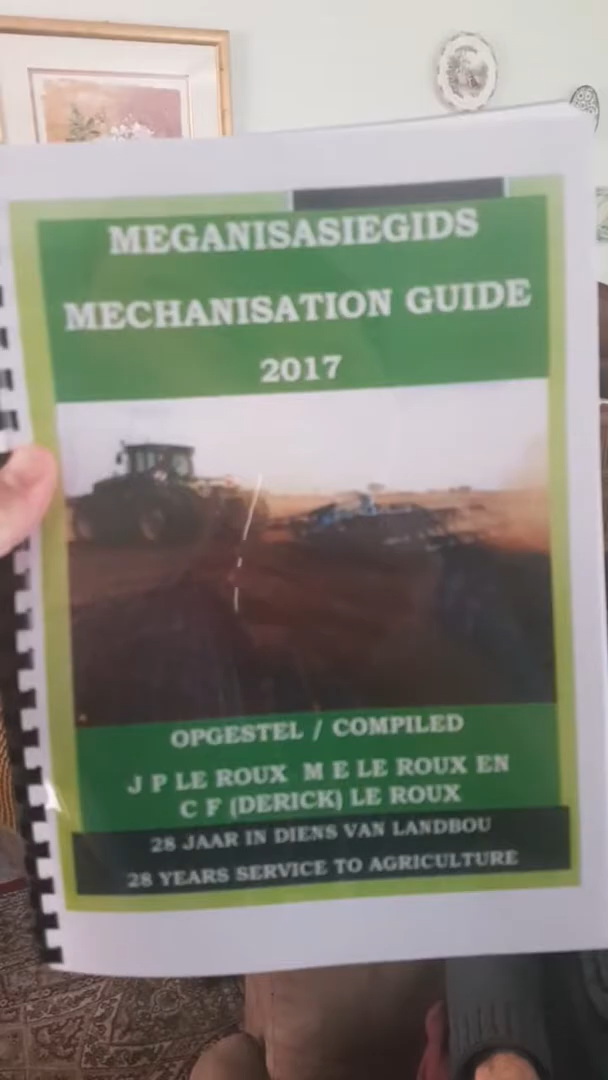 MEGANISASIEGIDS
MECHANISATION GUIDE
2017
OPGESTEL / COMPILED
J P LE ROUX M E LE ROUX EN
C F (DERICK) LE ROUX
28 JAAR IN DIENS VAN LANDBOU
28 YEARS SERVICE TO AGRICULTURE